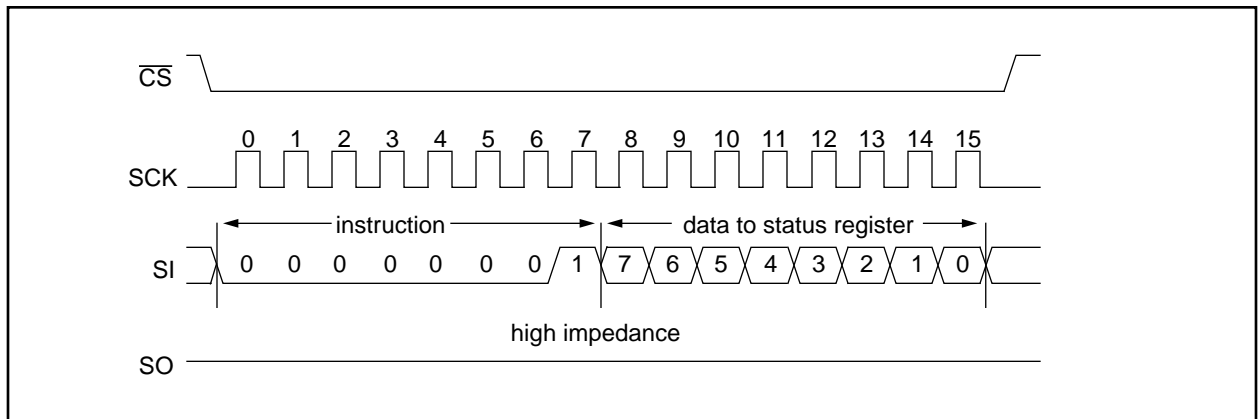 CS
0 1 2 3 4 5 6 7 8 9 10 11 12 13 14 15
SCK
instruction data to status register
SI 0 0 0 0 0 0 0 1 7 6 5 4 3 2 1 0
high impedance
SO